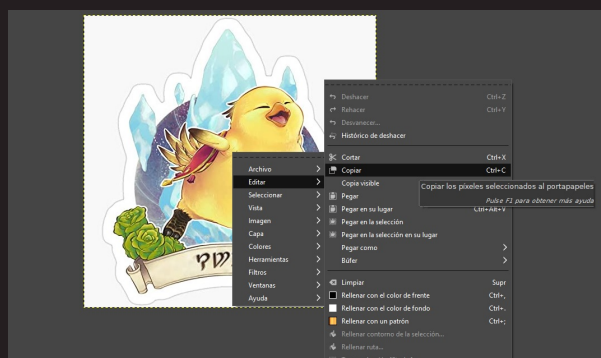 Archivo
Editar
Seleccionar
Vista
Imagen
Capa
Colores
Herramientas
Filtros
Ventanas
Ayuda
Deshacer Ctrl+Z
Rehacer Ctrl+Y
Desvanecer...
Histórico de deshacer
Cortar Ctrl+X
Copiar Ctrl+C
Copia visible
Copiar los píxeles seleccionados al portapapeles
Pulse F1 para obtener más ayuda
Pegar
Pegar en su lugar Ctrl+Alt+V
Pegar en la selección
Pegar en la selección en su lugar
Pegar como
Búfer
Limpiar Supr
Rellenar con el color de frente Ctrl+,
Rellenar con el color de fondo Ctrl+.
Rellenar con un patrón Ctrl+;
Rellenar contorno de la selección...
Rellenar ruta...